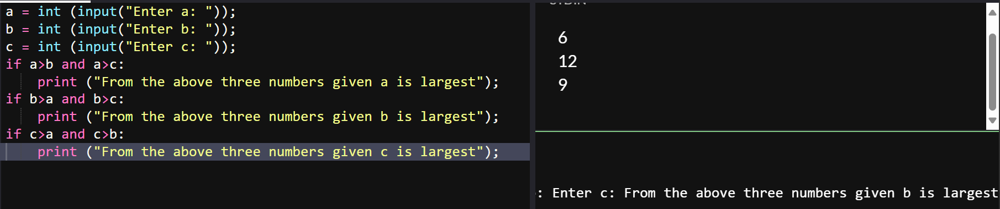 a = int (input("Enter a: "));
b = int (input("Enter b: "));
c = int (input("Enter c: "));
if a>b and a>c:
    print ("From the above three numbers given a is largest");
if b>a and b>c:
    print ("From the above three numbers given b is largest");
if c>a and c>b:
    print ("From the above three numbers given c is largest");
6
12
9
: Enter c: From the above three numbers given b is largest